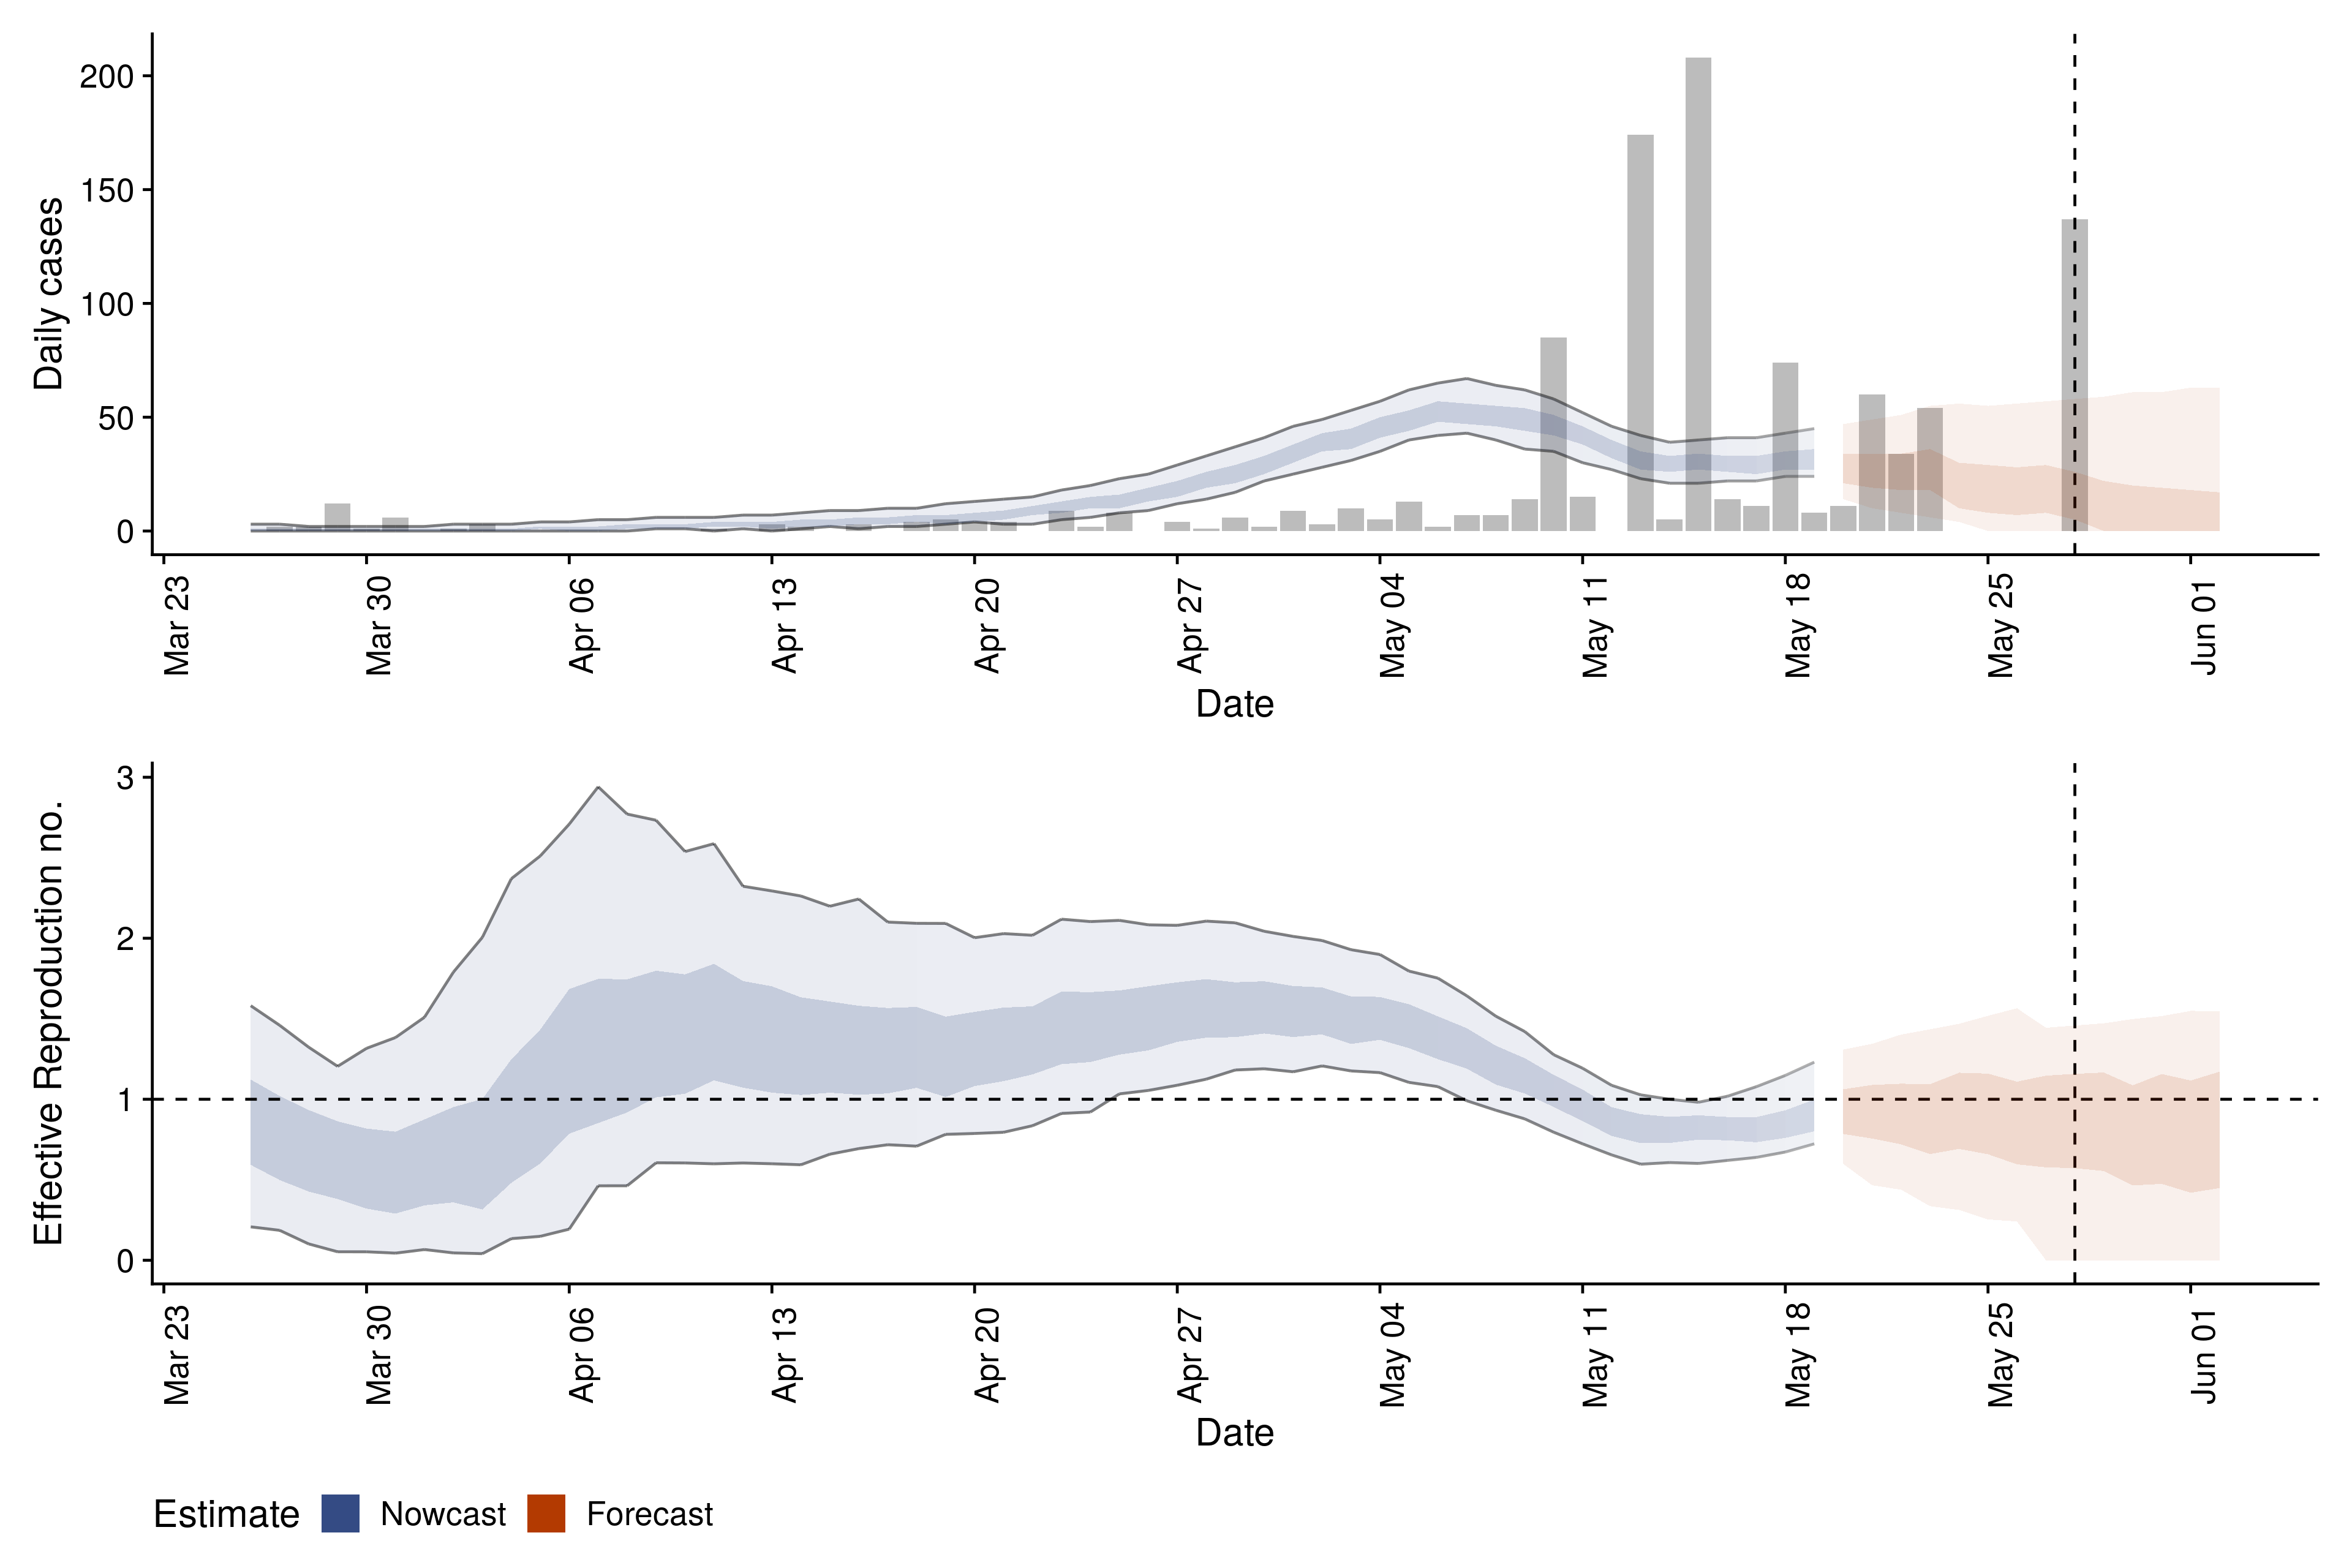 Daily cases
200
150
100
50
0
Mar 23
Mar 30
Apr 06
Apr 13
Apr 20
Apr 27
May 04
May 11
May 18
May 25
Jun 01
Date
Effective Reproduction no.
3
2
1
0
Mar 23
Mar 30
Apr 06
Apr 13
Apr 20
Apr 27
May 04
May 11
May 18
May 25
Jun 01
Date
Estimate Nowcast Forecast